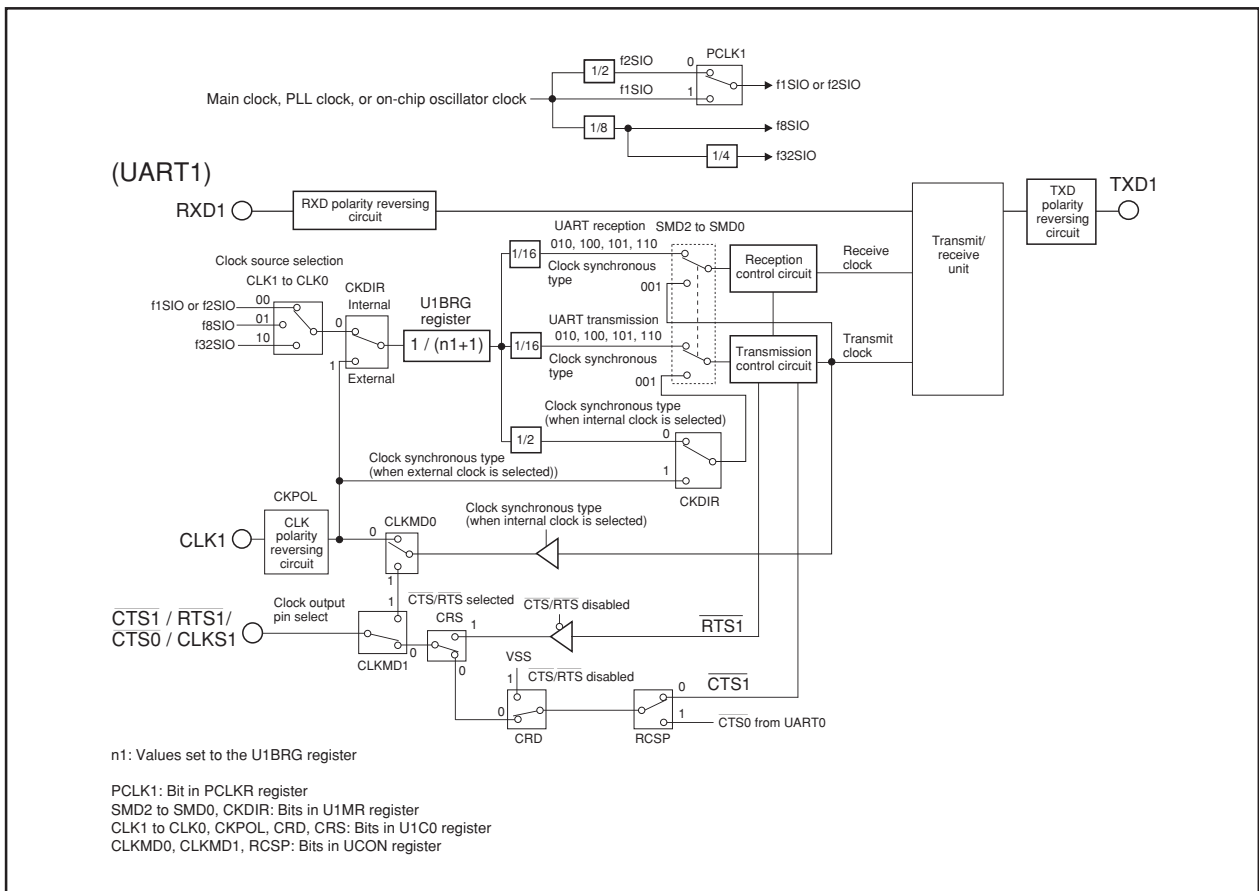 f2SIO
0
PCLK1
1/2
f1SIO
1
f1SIO or f2SIO
Main clock, PLL clock, or on-chip oscillator clock
1/8
f8SIO
1/4
f32SIO
(UART1)
RXD1
RXD polarity reversing
circuit
TXD
polarity
reversing
circuit
TXD1
Transmit/
receive
unit
UART reception
SMD2 to SMD0
1/16
010, 100, 101, 110
Clock synchronous
type
001
Reception
control circuit
Receive
clock
Clock source selection
CLK1 to CLK0
f1SIO or f2SIO
00
f8SIO
01
f32SIO
10
CKDIR
Internal
0
1
External
U1BRG
register
1 / (n1+1)
UART transmission
1/16
010, 100, 101, 110
Clock synchronous
type
001
Transmission
control circuit
Transmit
clock
Clock synchronous type
(when internal clock is selected)
1/2
0
Clock synchronous type
(when external clock is selected))
1
CKDIR
CKPOL
CLK1
CLK
polarity
reversing
circuit
0
CLKMD0
1
Clock synchronous type
(when internal clock is selected)
CTS1 / RTS1/
CTS0 / CLKS1
Clock output
pin select
1
CLKMD1
0
CTS/RTS selected
CRS
1
0
CTS/RTS disabled
RTS1
VSS
1
CTS/RTS disabled
0
CRD
0
CTS1
1
CTS0 from UART0
RCSP
n1: Values set to the U1BRG register
PCLK1: Bit in PCLKR register
SMD2 to SMD0, CKDIR: Bits in U1MR register
CLK1 to CLK0, CKPOL, CRD, CRS: Bits in U1C0 register
CLKMD0, CLKMD1, RCSP: Bits in UCON register